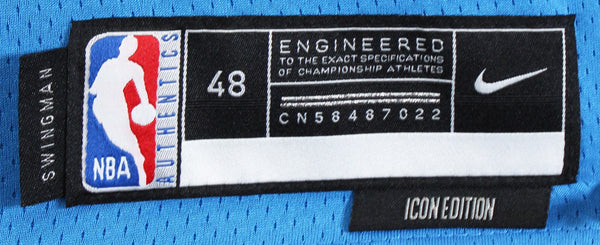 SWINGMAN
NBA
AUTHENTICS
48
ENGINEERED
TO THE EXACT SPECIFICATIONS
OF CHAMPIONSHIP ATHLETES
CN58487022
ICON EDITION